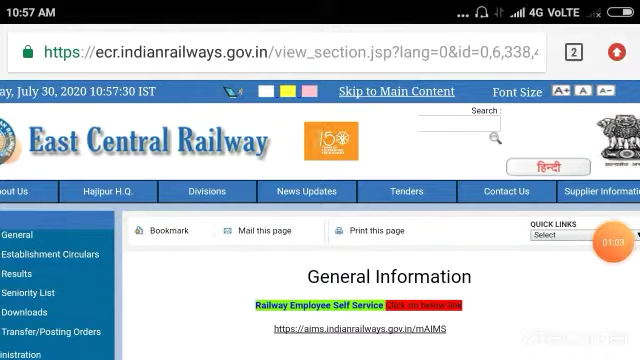 10:57 AM
4G VoLTE
https://ecr.indianrailways.gov.in/view_section.jsp?lang=0&id=0,6,338,4
2
ay, July 30, 2020 10:57:30 IST
Skip to Main Content
Font Size
A+ A A-
Search :
East Central Railway
150
हिन्दी
out Us
Hajipur H.Q.
Divisions
News Updates
Tenders
Contact Us
Supplier Informati
General
Establishment Circulars
Results
Seniority List
Downloads
Transfer/Posting Orders
inistration
Bookmark
Mail this page
Print this page
QUICK LINKS
Select
01:03
General Information
Railway Employee Self Service Click on below link
https://aims.indianrailways.gov.in/mAIMS